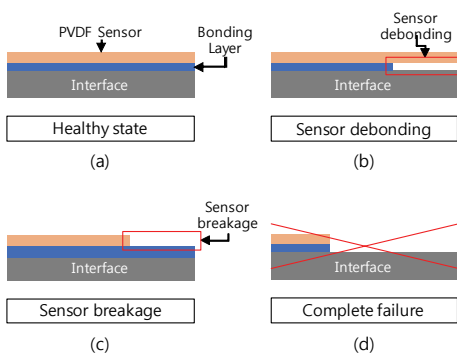 PVDF Sensor
Bonding
Layer
Interface
Healthy state
(a)
Sensor
debonding
Interface
Sensor debonding
(b)
Sensor
breakage
Interface
Sensor breakage
(c)
Interface
Complete failure
(d)